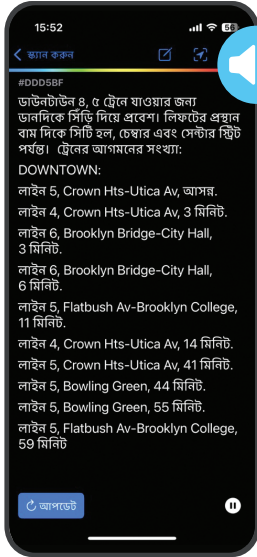 15:52
56
স্ক্যান করুন
#DDD5BF
ডাউনটাউন ৪, ৫ ট্রেনে যাওয়ার জন্য
ডানদিকে সিঁড়ি দিয়ে প্রবেশ। লিফটের প্রস্থান
বাম দিকে সিটি হল, চেম্বার এবং সেন্টার স্ট্রিট
পর্যন্ত। ট্রেনের আগমনের সংখ্যা:
DOWNTOWN:
লাইন 5, Crown Hts-Utica Av, আসন্ন.
লাইন 4, Crown Hts-Utica Av, 3 মিনিট.
লাইন 6, Brooklyn Bridge-City Hall,
3 মিনিট.
লাইন 6, Brooklyn Bridge-City Hall,
6 মিনিট.
লাইন 5, Flatbush Av-Brooklyn College,
11 মিনিট.
লাইন 4, Crown Hts-Utica Av, 14 মিনিট.
লাইন 5, Crown Hts-Utica Av, 41 মিনিট.
লাইন 5, Bowling Green, 44 মিনিট.
লাইন 5, Bowling Green, 55 মিনিট.
লাইন 5, Flatbush Av-Brooklyn College,
59 মিনিট
আপডেট